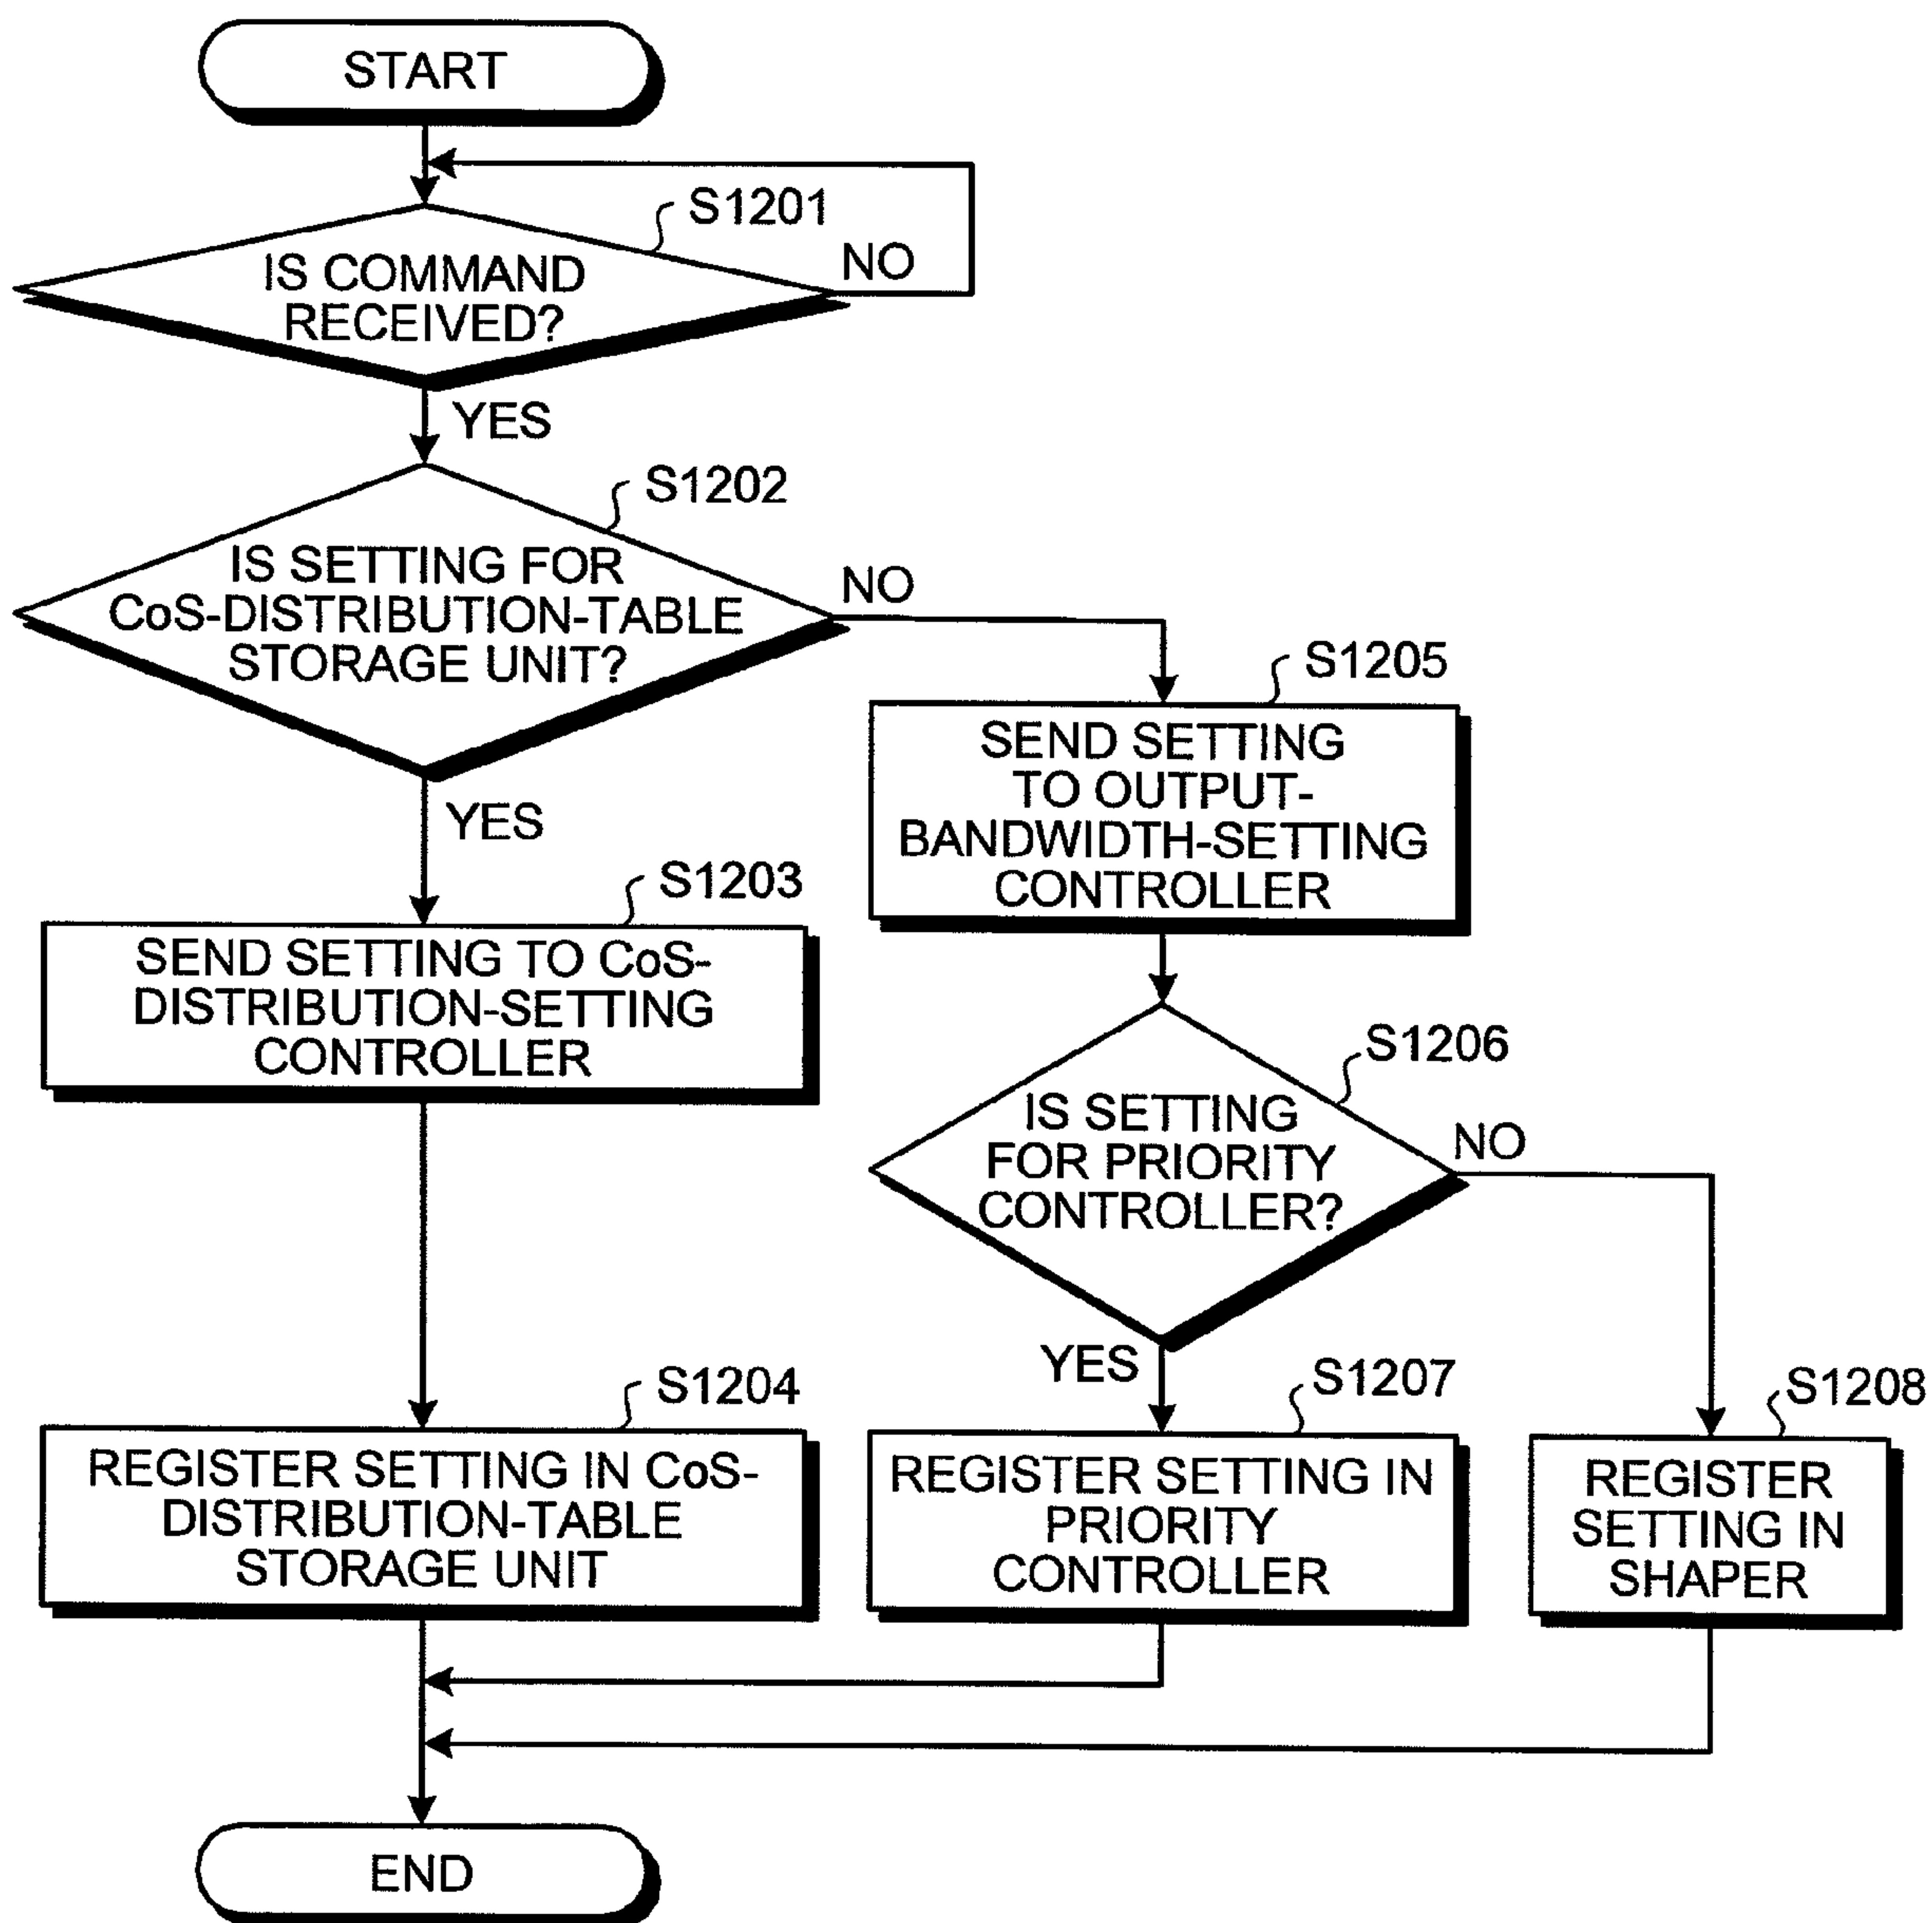 START
S1201
IS COMMAND
RECEIVED?
NO
YES
S1202
IS SETTING FOR
CoS-DISTRIBUTION-TABLE
STORAGE UNIT?
NO
YES
S1203
SEND SETTING TO CoS-
DISTRIBUTION-SETTING
CONTROLLER
S1204
REGISTER SETTING IN CoS-
DISTRIBUTION-TABLE
STORAGE UNIT
S1205
SEND SETTING
TO OUTPUT-
BANDWIDTH-SETTING
CONTROLLER
S1206
IS SETTING
FOR PRIORITY
CONTROLLER?
NO
YES
S1207
REGISTER SETTING IN
PRIORITY
CONTROLLER
S1208
REGISTER
SETTING IN
SHAPER
END